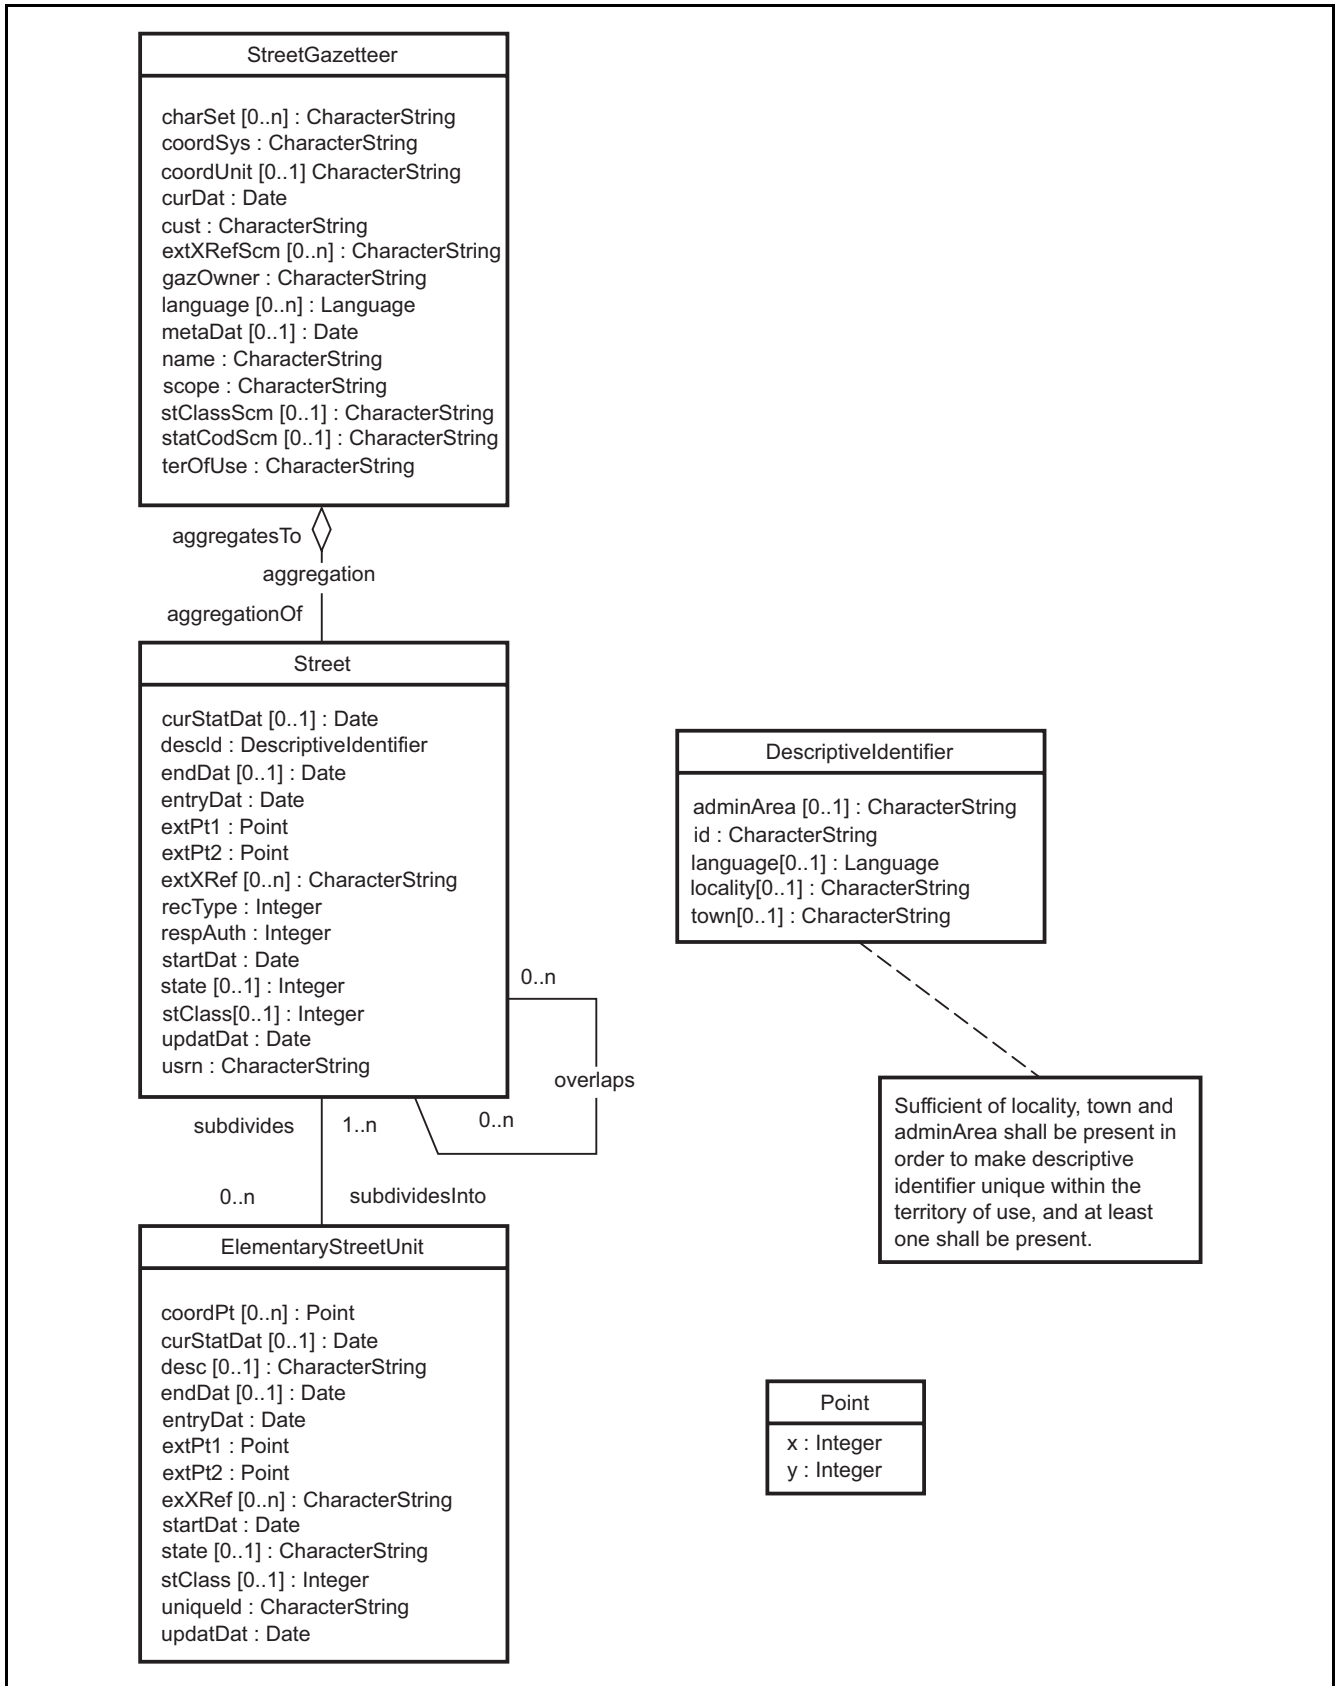 StreetGazetteer
charSet [0..n] : CharacterString
coordSys : CharacterString
coordUnit [0..1] CharacterString
curDat : Date
cust : CharacterString
extXRefScm [0..n] : CharacterString
gazOwner : CharacterString
language [0..n] : Language
metaDat [0..1] : Date
name : CharacterString
scope : CharacterString
stClassScm [0..1] : CharacterString
statCodScm [0..1] : CharacterString
terOfUse : CharacterString
aggregatesTo
aggregation
aggregationOf
Street
curStatDat [0..1] : Date
descId : DescriptiveIdentifier
endDat [0..1] : Date
entryDat : Date
extPt1 : Point
extPt2 : Point
extXRef [0..n] : CharacterString
recType : Integer
respAuth : Integer
startDat : Date
state [0..1] : Integer
stClass[0..1] : Integer
updatDat : Date
usrn : CharacterString
0..n
overlaps
0..n
subdivides
1..n
0..n
subdividesInto
ElementaryStreetUnit
coordPt [0..n] : Point
curStatDat [0..1] : Date
desc [0..1] : CharacterString
endDat [0..1] : Date
entryDat : Date
extPt1 : Point
extPt2 : Point
exXRef [0..n] : CharacterString
startDat : Date
state [0..1] : CharacterString
stClass [0..1] : Integer
uniqueId : CharacterString
updatDat : Date
DescriptiveIdentifier
adminArea [0..1] : CharacterString
id : CharacterString
language[0..1] : Language
locality[0..1] : CharacterString
town[0..1] : CharacterString
Sufficient of locality, town and
adminArea shall be present in
order to make descriptive
identifier unique within the
territory of use, and at least
one shall be present.
Point
x : Integer
y : Integer